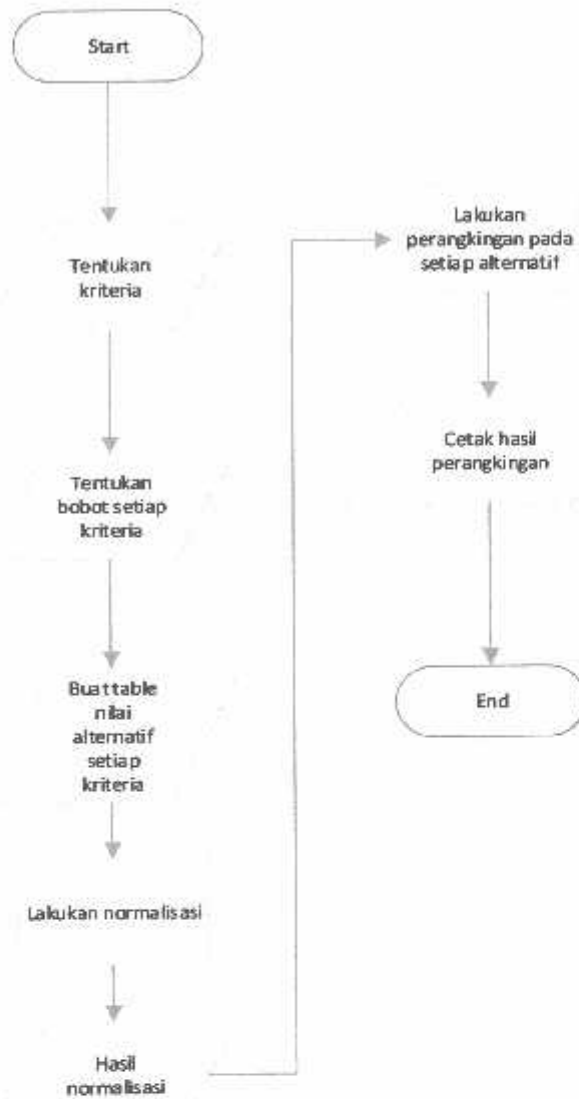 Start
Tentukan
kriteria
Tentukan
bobot setiap
kriteria
Buat table
nilai
alternatif
setiap
kriteria
Lakukan normalisasi
Hasil
normalisasi
Lakukan
perangkingan pada
setiap alternatif
Cetak hasil
perangkingan
End